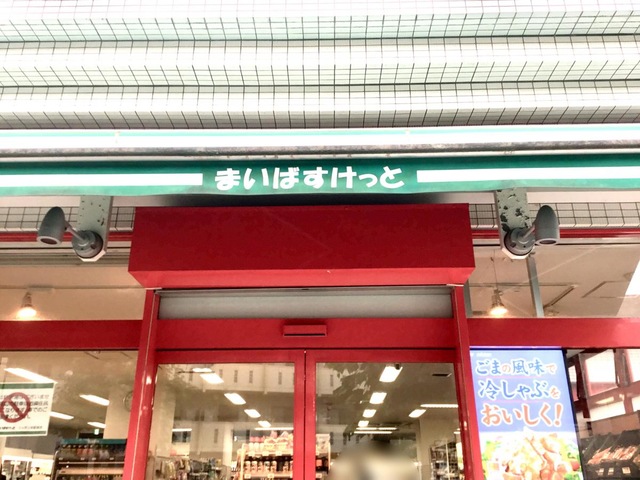 まいばすけっと
ごまの風味で
冷しゃぶを
おいしく!